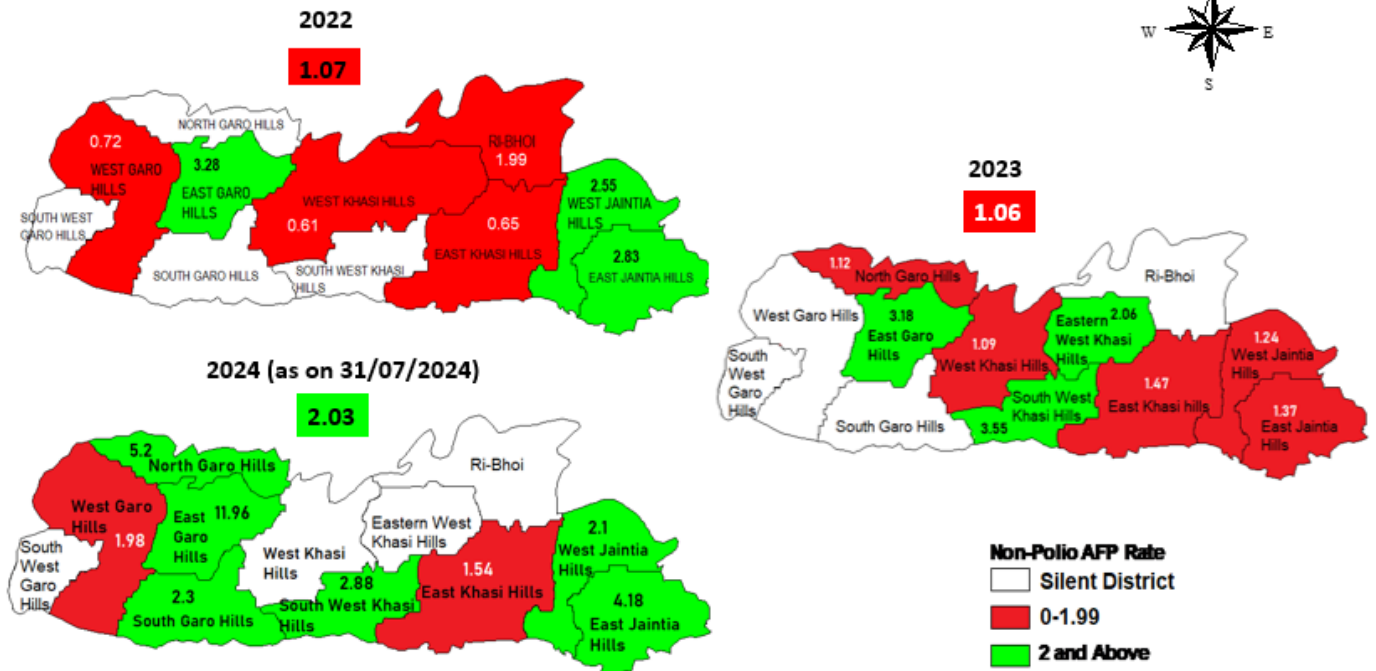 2022
1.07
NORTH GARO HILLS
0.72
WEST GARO
HILLS
3.28
EAST GARO
HILLS
SOUTH WEST
GARO HILLS
SOUTH GARO HILLS
WEST KHASI HILLS
0.61
SOUTH WEST KHASI
HILLS
RI-BHOI
1.99
0.65
EAST KHASI HILLS
2.55
WEST JAINTIA
HILLS
2.83
EAST JAINTIA HILLS
W E
S
2023
1.06
1.12
North Garo Hills
West Garo Hills
3.18
East Garo
Hills
South
West
Garo
Hills
South Garo Hills
1.09
West Khasi Hills
Eastern 2.06
West Khasi
Hills
South West
Khasi Hills
3.55
Ri-Bhoi
1.47
East Khasi hills
1.24
West Jaintia
Hills
1.37
East Jaintia
Hills
2024 (as on 31/07/2024)
2.03
5.2
North Garo Hills
West Garo
Hills
1.98
East 11.96
Garo
Hills
South
West
Garo
Hills
2.3
South Garo Hills
West Khasi
Hills
2.88
South West Khasi
Hills
Eastern West
Khasi Hills
Ri-Bhoi
1.54
East Khasi Hills
2.1
West Jaintia
Hills
4.18
East Jaintia
Hills
Non-Polio AFP Rate
Silent District
0-1.99
2 and Above